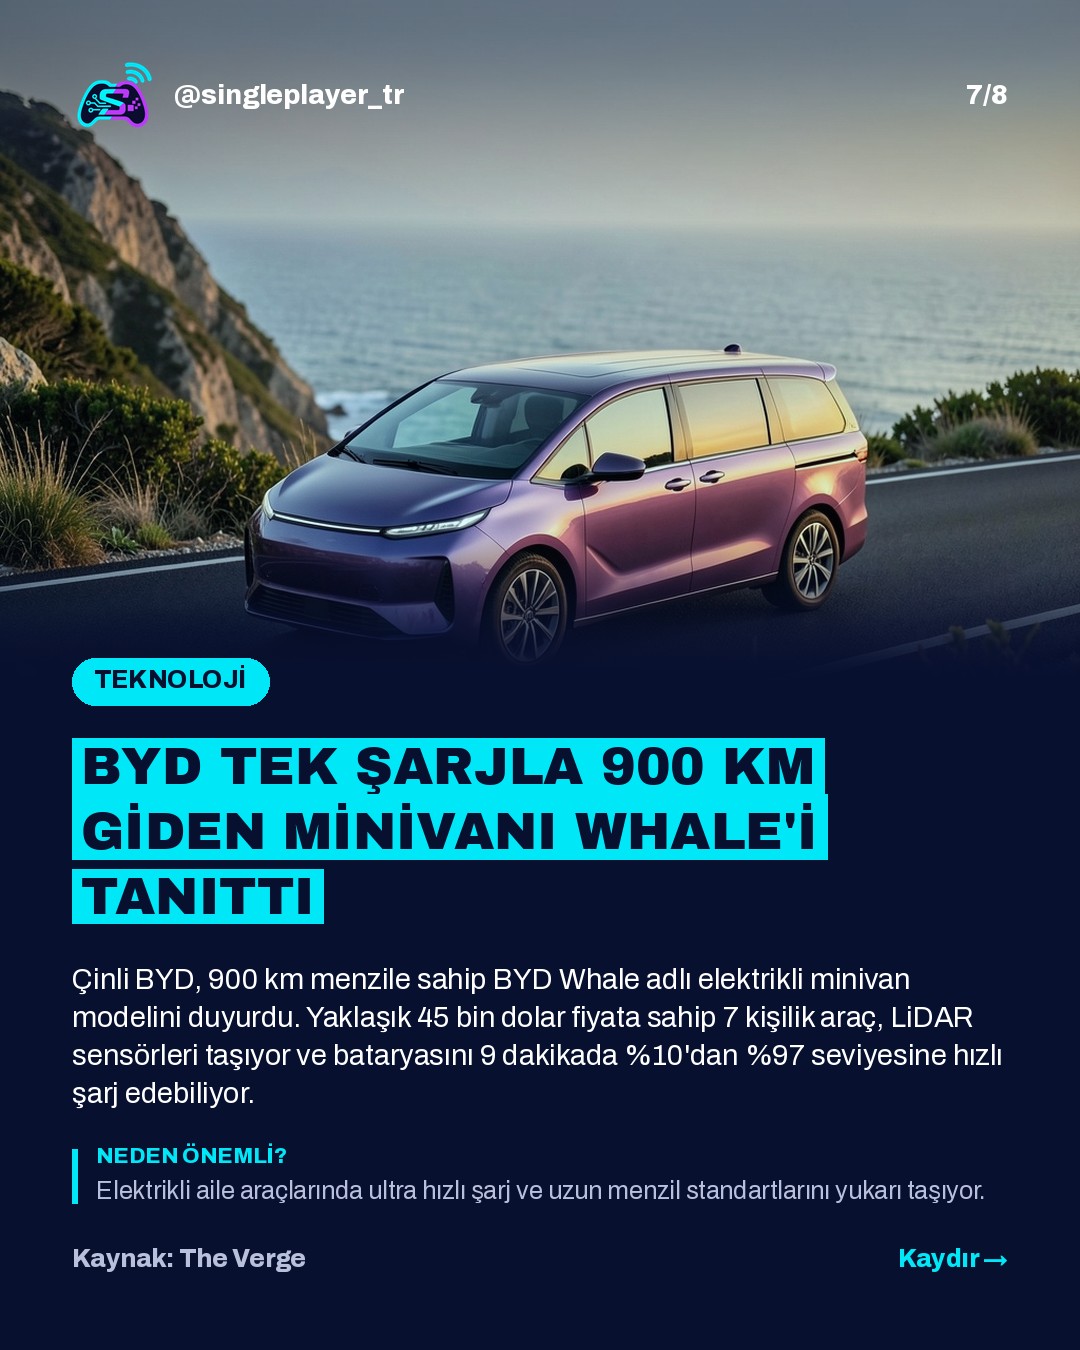 @singleplayer_tr
7/8
TEKNOLOJİ
BYD TEK ŞARJLA 900 KM
GİDEN MİNİVANI WHALE'İ
TANITTI
Çinli BYD, 900 km menzile sahip BYD Whale adlı elektrikli minivan
modelini duyurdu. Yaklaşık 45 bin dolar fiyata sahip 7 kişilik araç, LiDAR
sensörleri taşıyor ve bataryasını 9 dakikada %10'dan %97 seviyesine hızlı
şarj edebiliyor.
NEDEN ÖNEMLİ?
Elektrikli aile araçlarında ultra hızlı şarj ve uzun menzil standartlarını yukarı taşıyor.
Kaynak: The Verge
Kaydır→